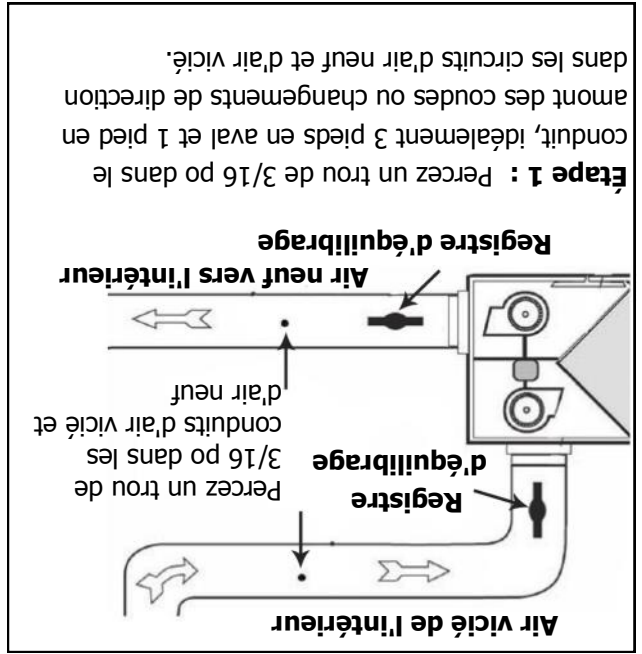 Air vicié de l'intérieur
Registre
d'équilibrage
Percez un trou de
3/16 po dans les
conduits d'air vicié et
d'air neuf
Air neuf vers l'intérieur
Registre d'équilibrage
Étape 1 : Percez un trou de 3/16 po dans le
conduit, idéalement 3 pieds en aval et 1 pied en
amont des coudes ou changements de direction
dans les circuits d'air neuf et d'air vicié.